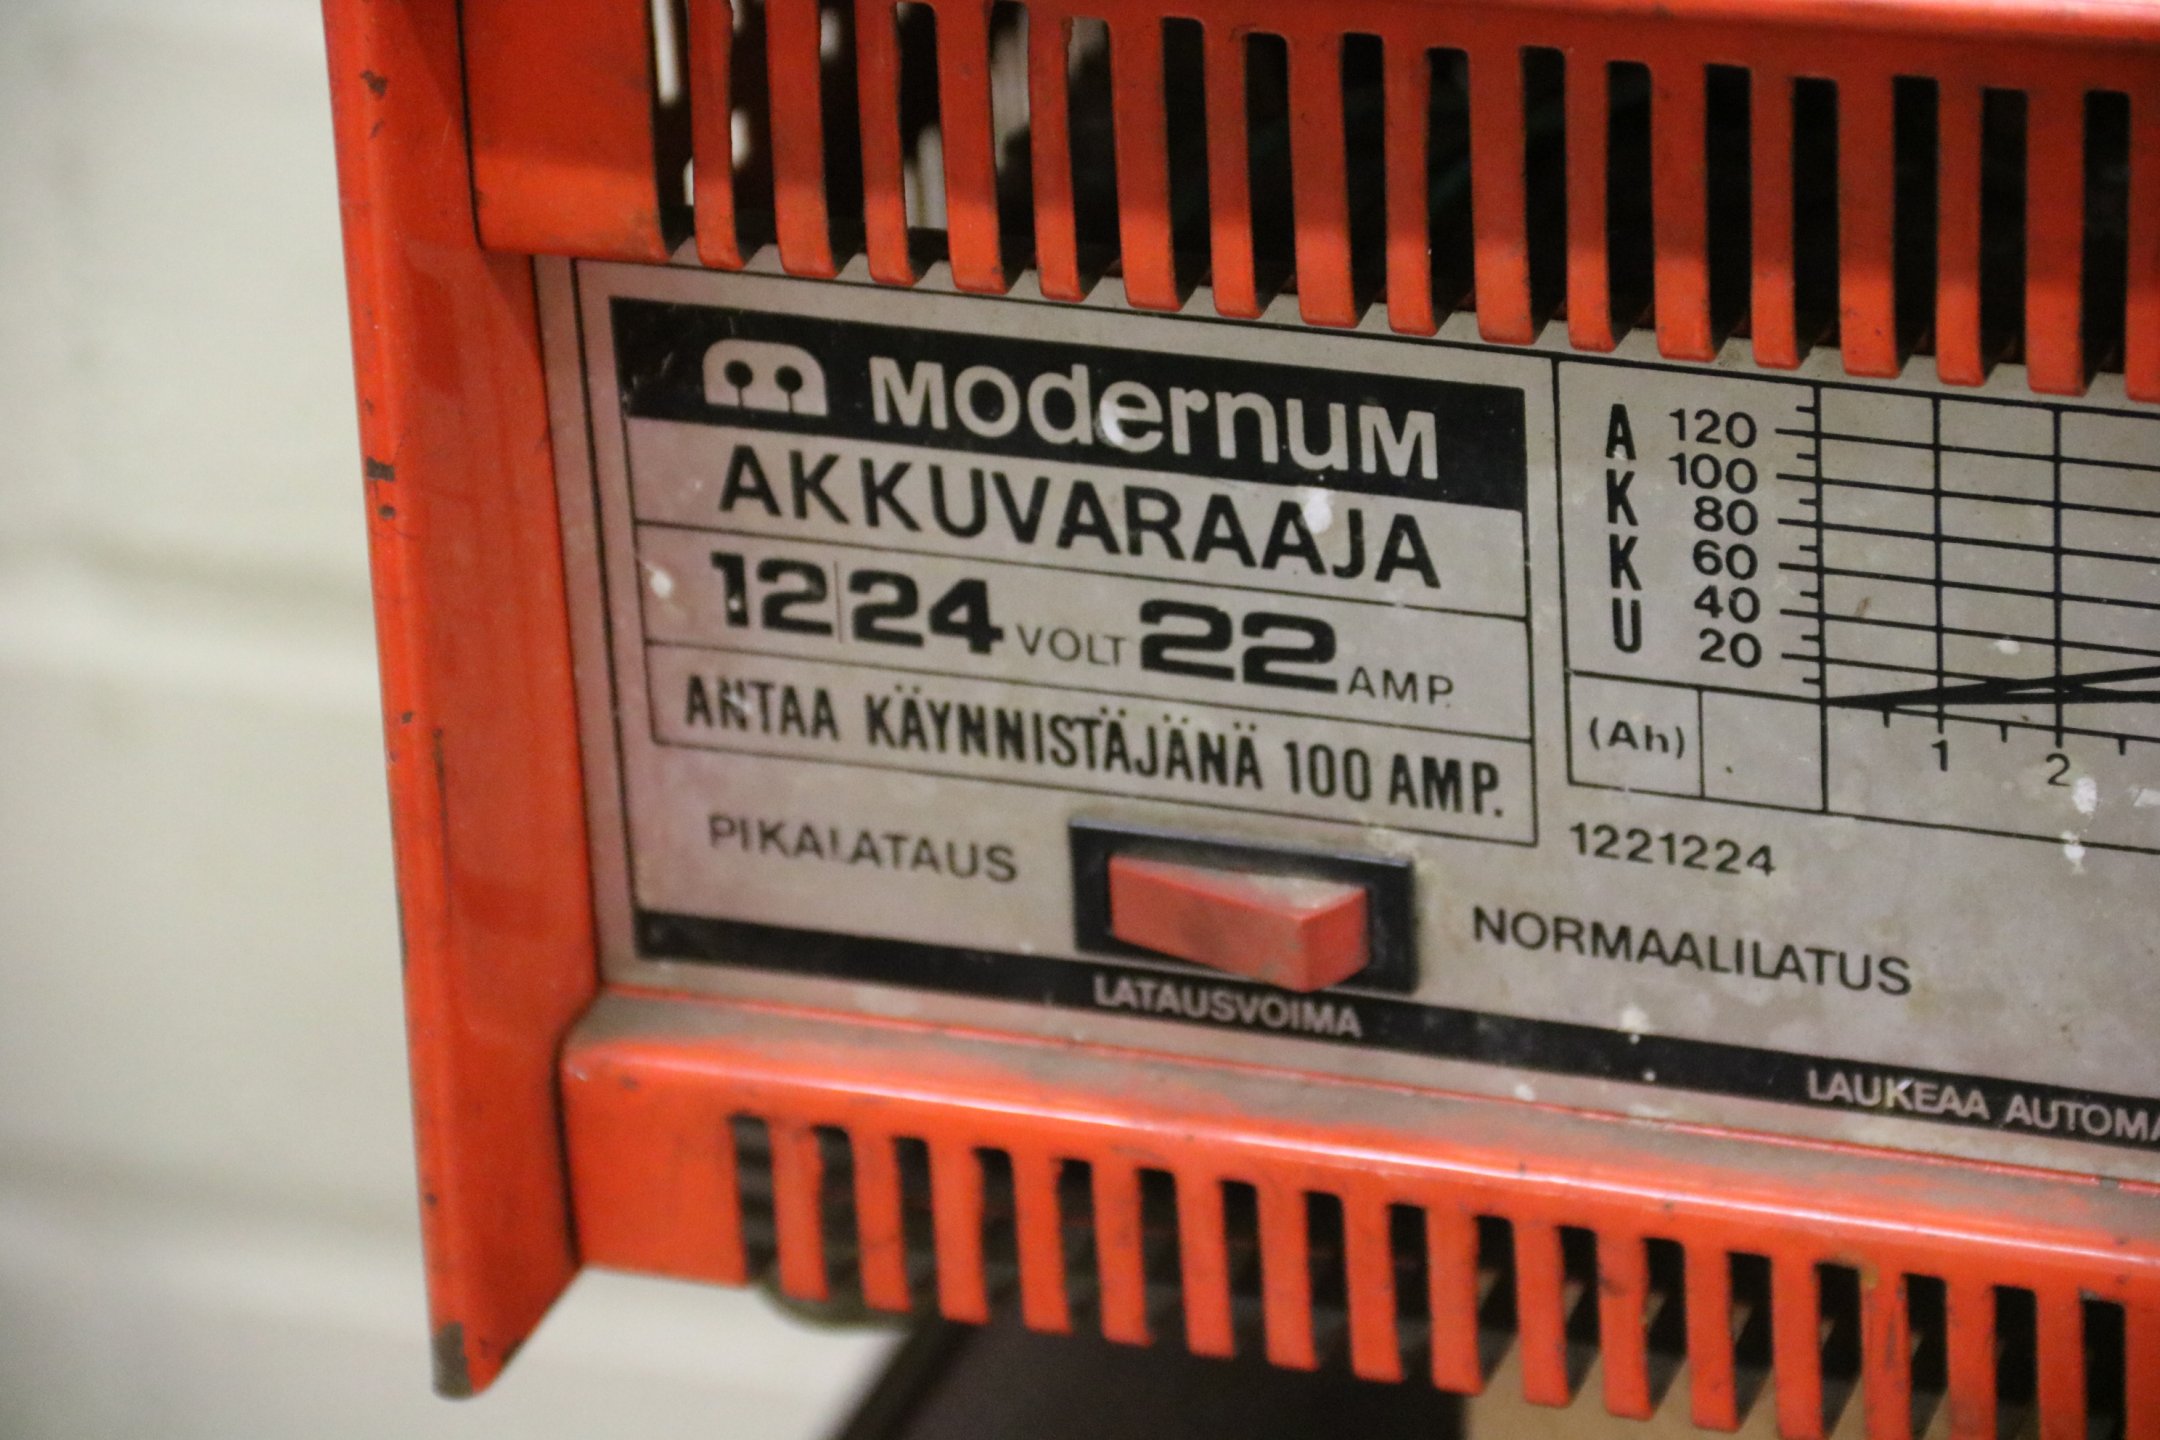 MODERNUM
AKKUVARAAJA
12|24 VOLT 22 AMP.
ANTAA KÄYNNISTÄJÄNÄ 100 AMP.
PIKALATAUS
NORMAALILATUS
LATAUSVOIMA
AKKU
120
100
80
60
40
20
(Ah)
1 2
1221224
LAUKEAA